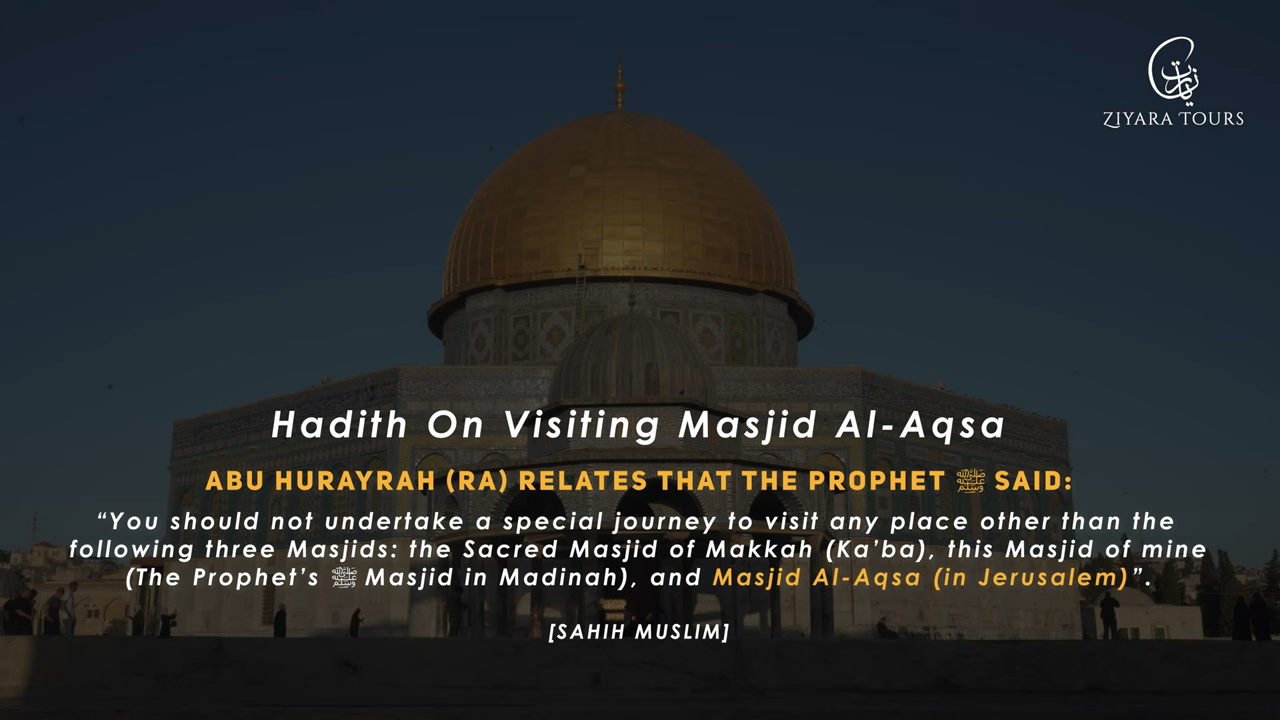 زيارت
ZIYARA TOURS
Hadith On Visiting Masjid Al-Aqsa
ABU HURAYRAH (RA) RELATES THAT THE PROPHET ﷺ SAID:
“You should not undertake a special journey to visit any place other than the
following three Masjids: the Sacred Masjid of Makkah (Ka’ba), this Masjid of mine
(The Prophet’s ﷺ Masjid in Madinah), and Masjid Al-Aqsa (in Jerusalem)”.
[SAHIH MUSLIM]